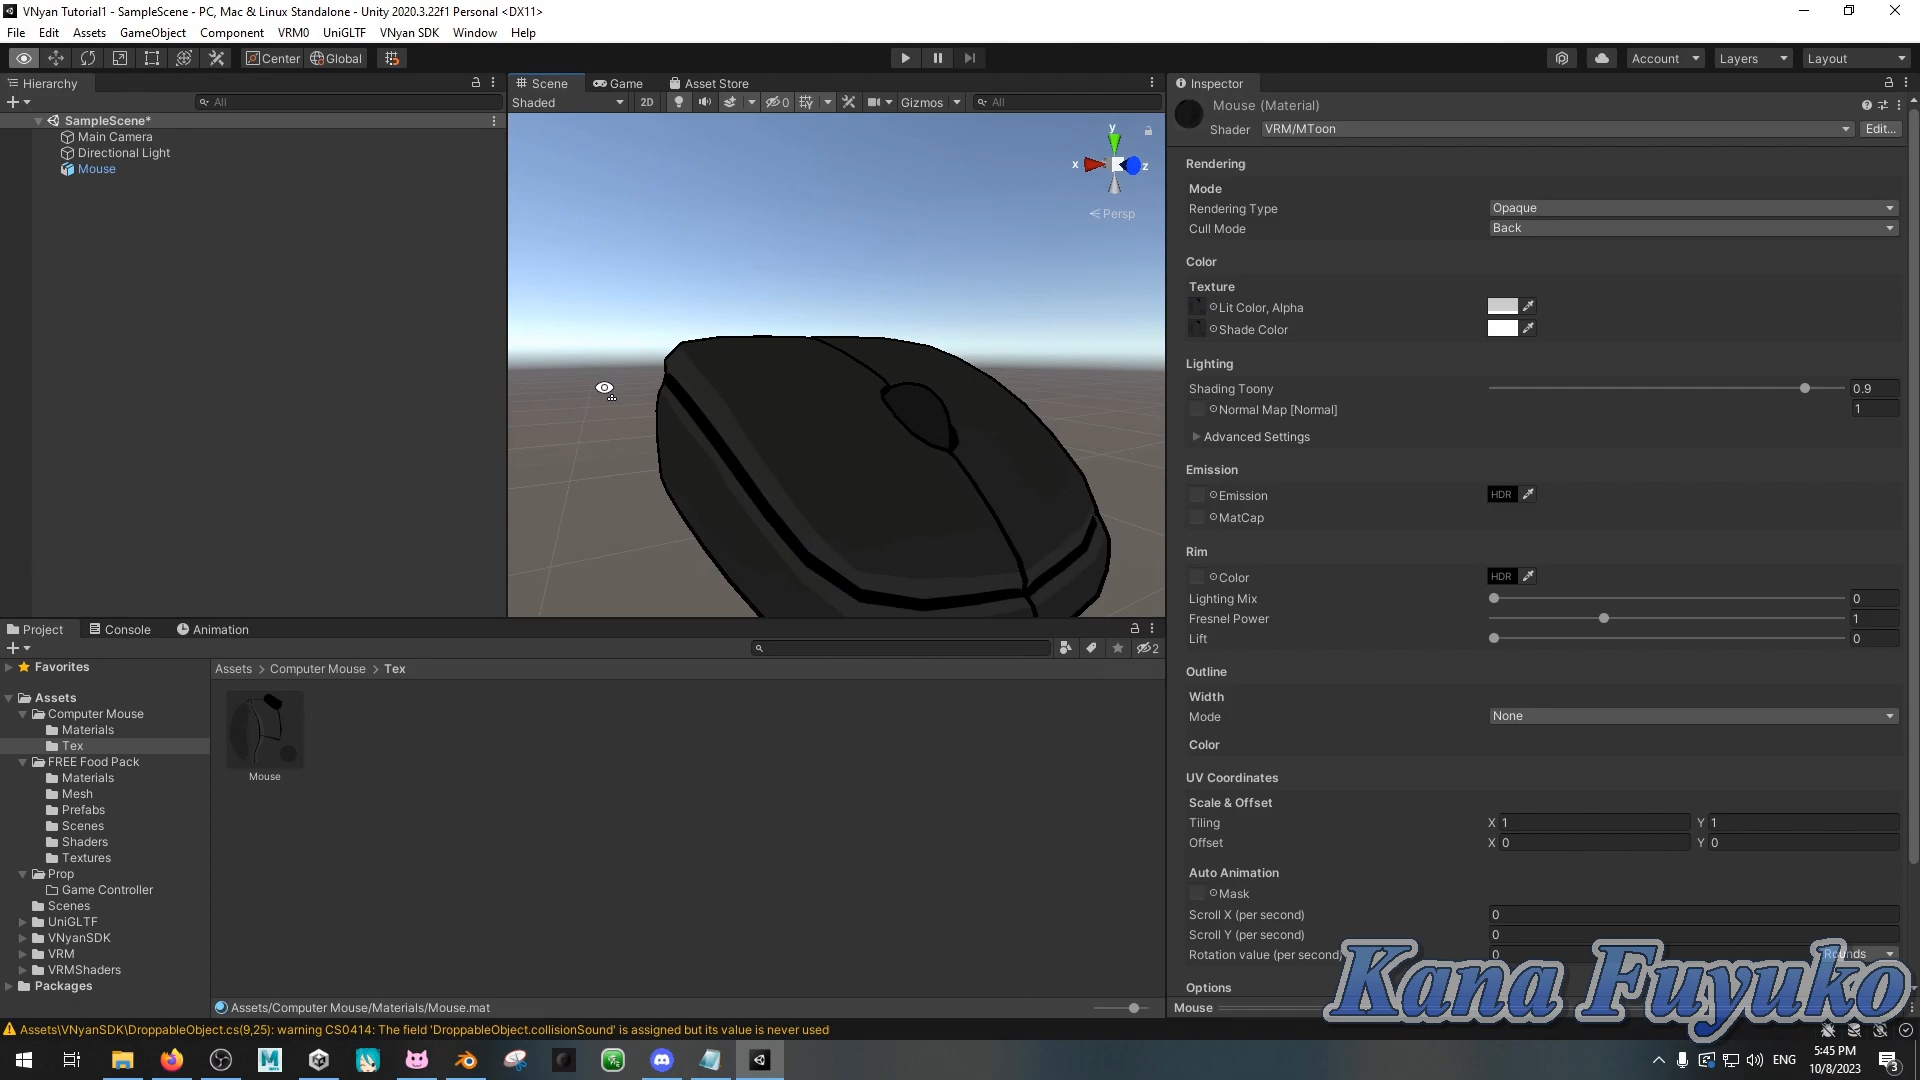 VNyan Tutorial1 - SampleScene - PC, Mac & Linux Standalone - Unity 2020.3.22f1 Personal <DX11>
File Edit Assets GameObject Component VRM0 UniGLTF VNyan SDK Window Help
Center Global Account Layers Layout
Hierarchy
All
SampleScene*
Main Camera
Directional Light
Mouse
Scene Game Asset Store
Shaded 2D 0 Gizmos All
y
x z
Persp
Inspector
Mouse (Material)
Shader VRM/MToon Edit...
Rendering
Mode
Rendering Type Opaque
Cull Mode Back
Color
Texture
Lit Color, Alpha
Shade Color
Lighting
Shading Toony 0.9
Normal Map [Normal] 1
Advanced Settings
Emission
Emission HDR
MatCap
Rim
Color HDR
Lighting Mix 0
Fresnel Power 1
Lift 0
Outline
Width
Mode None
Color
UV Coordinates
Scale & Offset
Tiling X 1 Y 1
Offset X 0 Y 0
Auto Animation
Mask
Scroll X (per second) 0
Scroll Y (per second) 0
Rotation value (per second) 0 Rounds
Options
Mouse
Kana Fuyuko
Project Console Animation
2
Favorites
Assets
Computer Mouse
Materials
Tex
FREE Food Pack
Materials
Mesh
Prefabs
Scenes
Shaders
Textures
Prop
Game Controller
Scenes
UniGLTF
VNyanSDK
VRM
VRMShaders
Packages
Assets > Computer Mouse > Tex
Mouse
Assets/Computer Mouse/Materials/Mouse.mat
Assets\VNyanSDK\DroppableObject.cs(9,25): warning CS0414: The field 'DroppableObject.collisionSound' is assigned but its value is never used
ENG
5:45 PM
10/8/2023
3